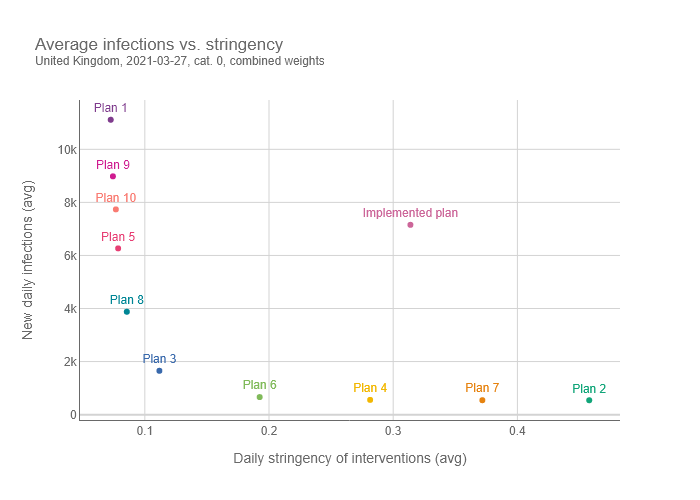 Average infections vs. stringency
United Kingdom, 2021-03-27, cat. 0, combined weights
Plan 1
10k
Plan 9
8k
Plan 10
Implemented plan
6k
Plan 5
4k
Plan 8
2k
Plan 3
Plan 6
Plan 4
Plan 7
Plan 2
0
0.1
0.2
0.3
0.4
New daily infections (avg)
Daily stringency of interventions (avg)